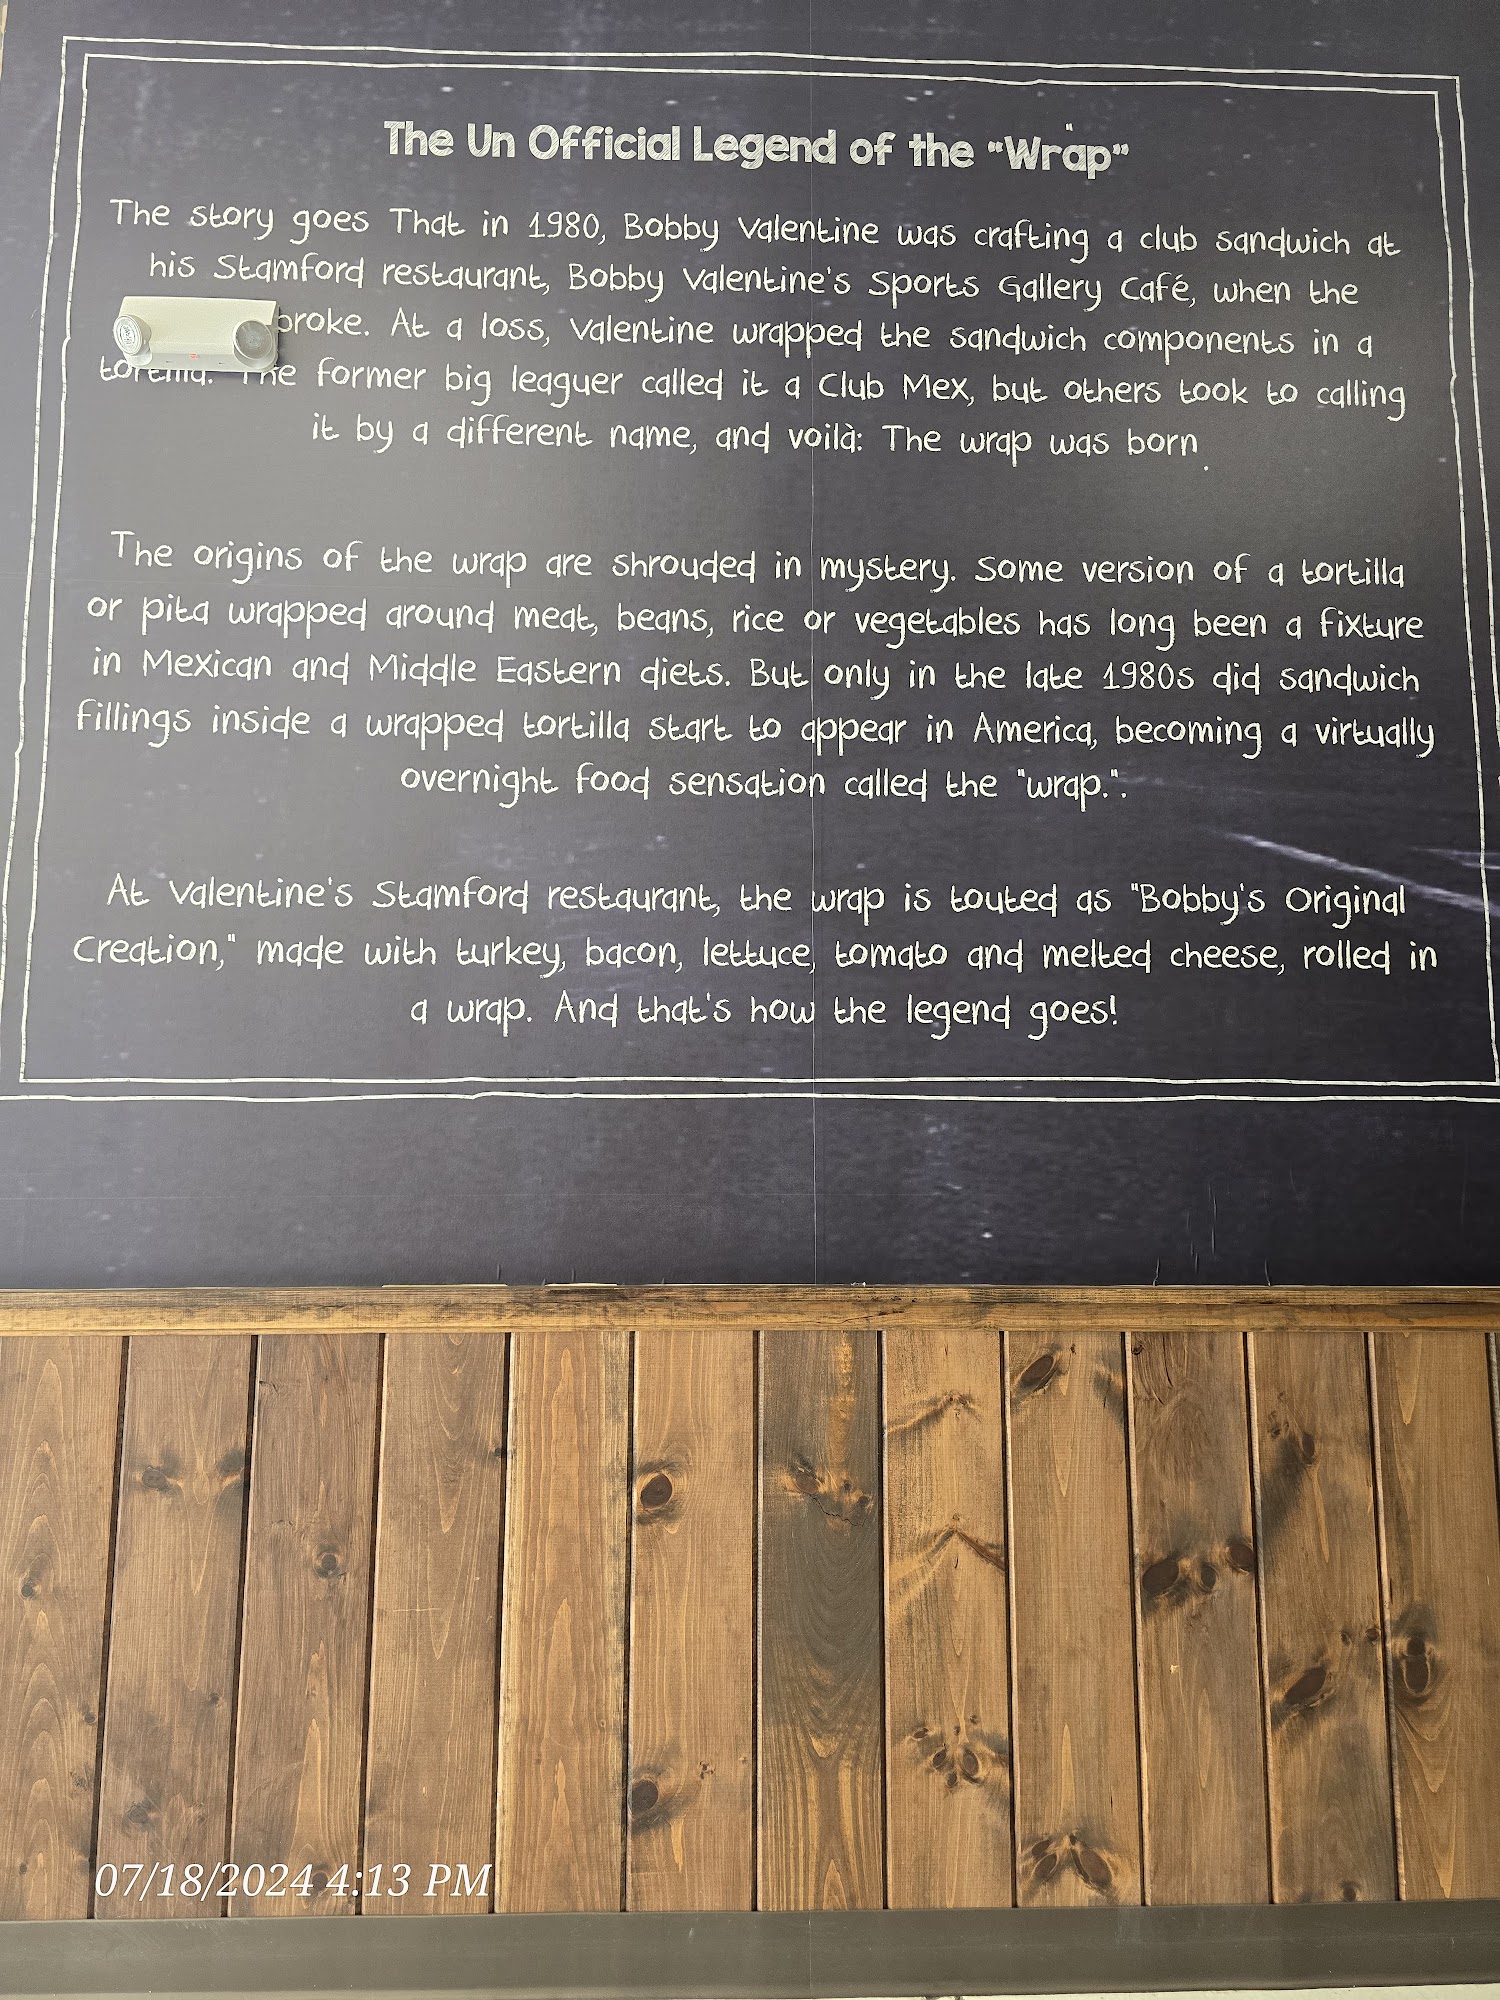 The Un Official Legend of the "Wrap"
The story goes That in 1980, Bobby Valentine was crafting a club sandwich at
his Stamford restaurant, Bobby Valentine's Sports Gallery Café, when the
broke. At a loss, Valentine wrapped the sandwich components in a
tortilla. The former big leaguer called it a Club Mex, but others took to calling
it by a different name, and voilà: The wrap was born.
The origins of the wrap are shrouded in mystery. Some version of a tortilla
or pita wrapped around meat, beans, rice or vegetables has long been a fixture
in Mexican and Middle Eastern diets. But only in the late 1980s did sandwich
fillings inside a wrapped tortilla start to appear in America, becoming a virtually
overnight food sensation called the "wrap.".
At Valentine's Stamford restaurant, the wrap is touted as "Bobby's Original
Creation," made with turkey, bacon, lettuce, tomato and melted cheese, rolled in
a wrap. And that's how the legend goes!
07/18/2024 4:13 PM